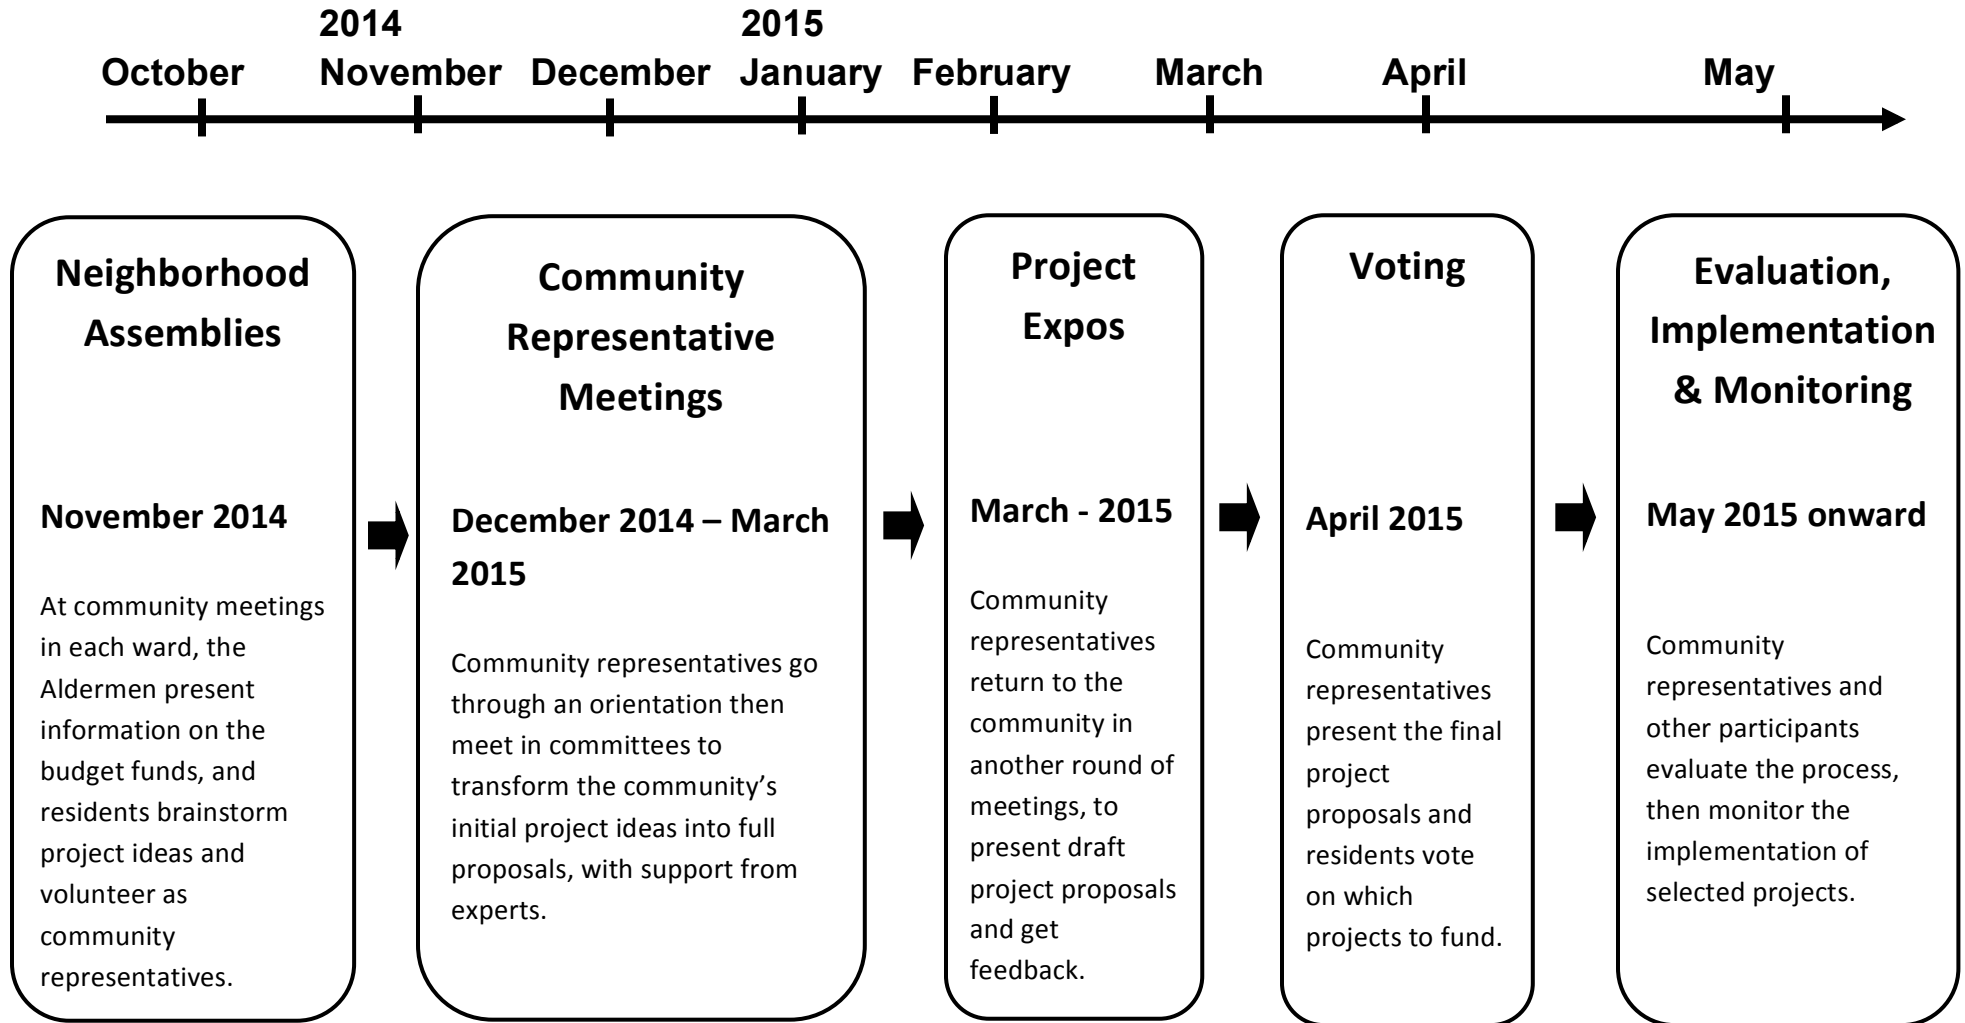 2014
2015
October
November
December
January
February
March
April
May
Neighborhood
Assemblies
November 2014
At community meetings
in each ward, the
Aldermen present
information on the
budget funds, and
residents brainstorm
project ideas and
volunteer as
community
representatives.
Community
Representative
Meetings
December 2014 – March
2015
Community representatives go
through an orientation then
meet in committees to
transform the community’s
initial project ideas into full
proposals, with support from
experts.
Project
Expos
March - 2015
Community
representatives
return to the
community in
another round of
meetings, to
present draft
project proposals
and get
feedback.
Voting
April 2015
Community
representatives
present the final
project
proposals and
residents vote
on which
projects to fund.
Evaluation,
Implementation
& Monitoring
May 2015 onward
Community
representatives and
other participants
evaluate the process,
then monitor the
implementation of
selected projects.